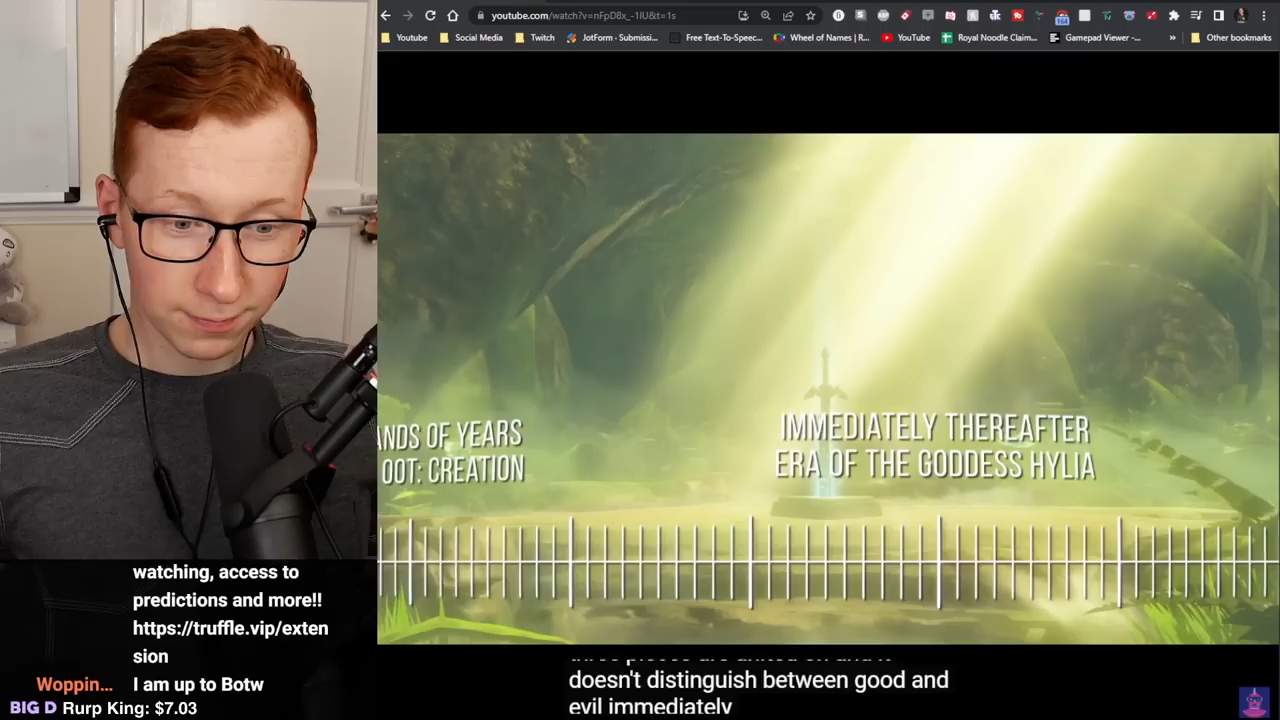 youtube.com/watch?v=nFpD8x_-1IU&t=1s
Youtube
Social Media
Twitch
JotForm · Submissi...
Free Text-To-Speec...
Wheel of Names | R...
YouTube
Royal Noodle Claim...
Gamepad Viewer -...
»
Other bookmarks
ANDS OF YEARS
OOT: CREATION
IMMEDIATELY THEREAFTER
ERA OF THE GODDESS HYLIA
doesn't distinguish between good and
evil immediately
watching, access to
predictions and more!!
https://truffle.vip/exten
sion
Woppin... I am up to Botw
BIG D Rurp King: $7.03